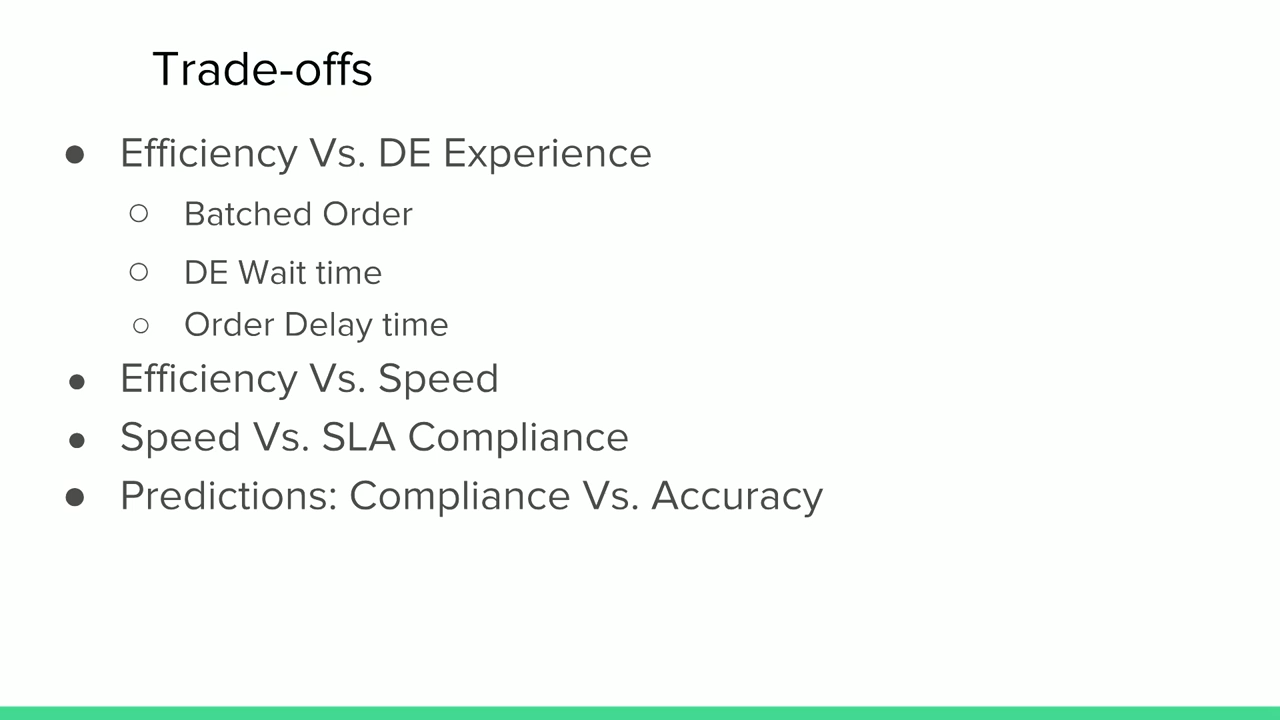 Trade-offs
● Efficiency Vs. DE Experience
○ Batched Order
○ DE Wait time
○ Order Delay time
● Efficiency Vs. Speed
● Speed Vs. SLA Compliance
● Predictions: Compliance Vs. Accuracy